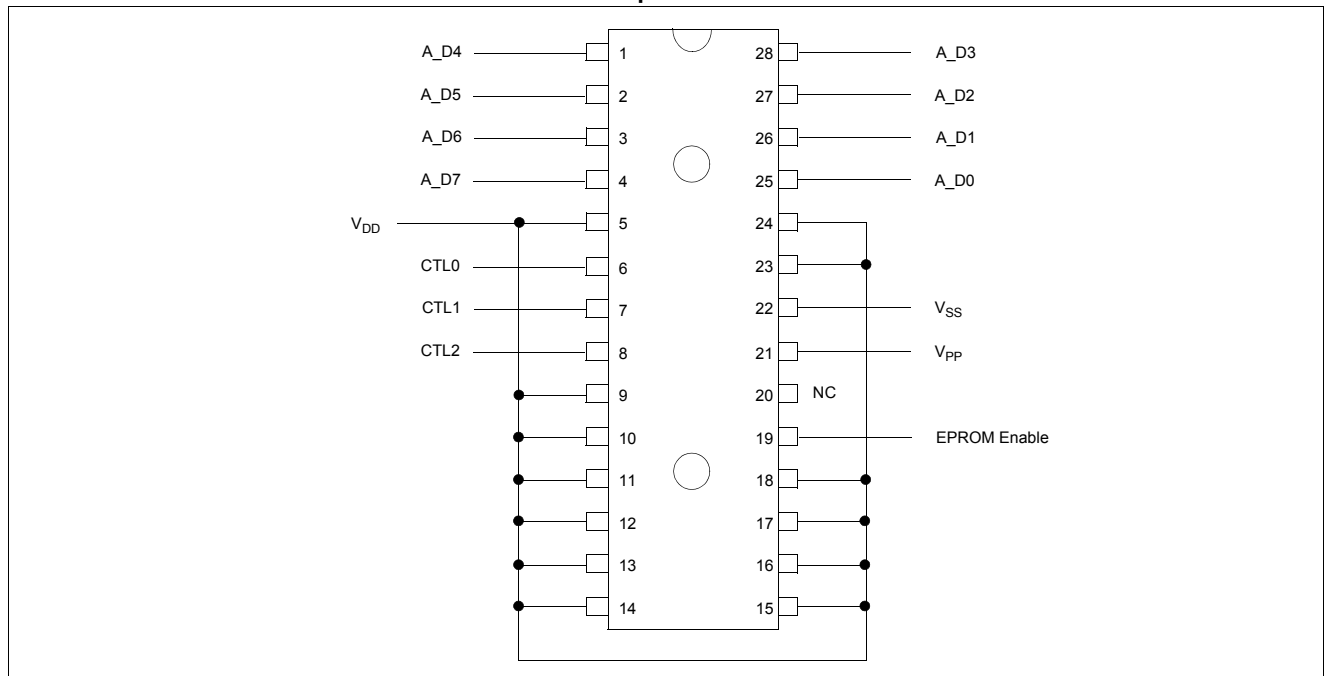 A_D4 1 28 A_D3
A_D5 2 27 A_D2
A_D6 3 26 A_D1
A_D7 4 25 A_D0
VDD 5 24
CTL0 6 23
CTL1 7 22 VSS
CTL2 8 21 VPP
9 20 NC
10 19 EPROM Enable
11 18
12 17
13 16
14 15